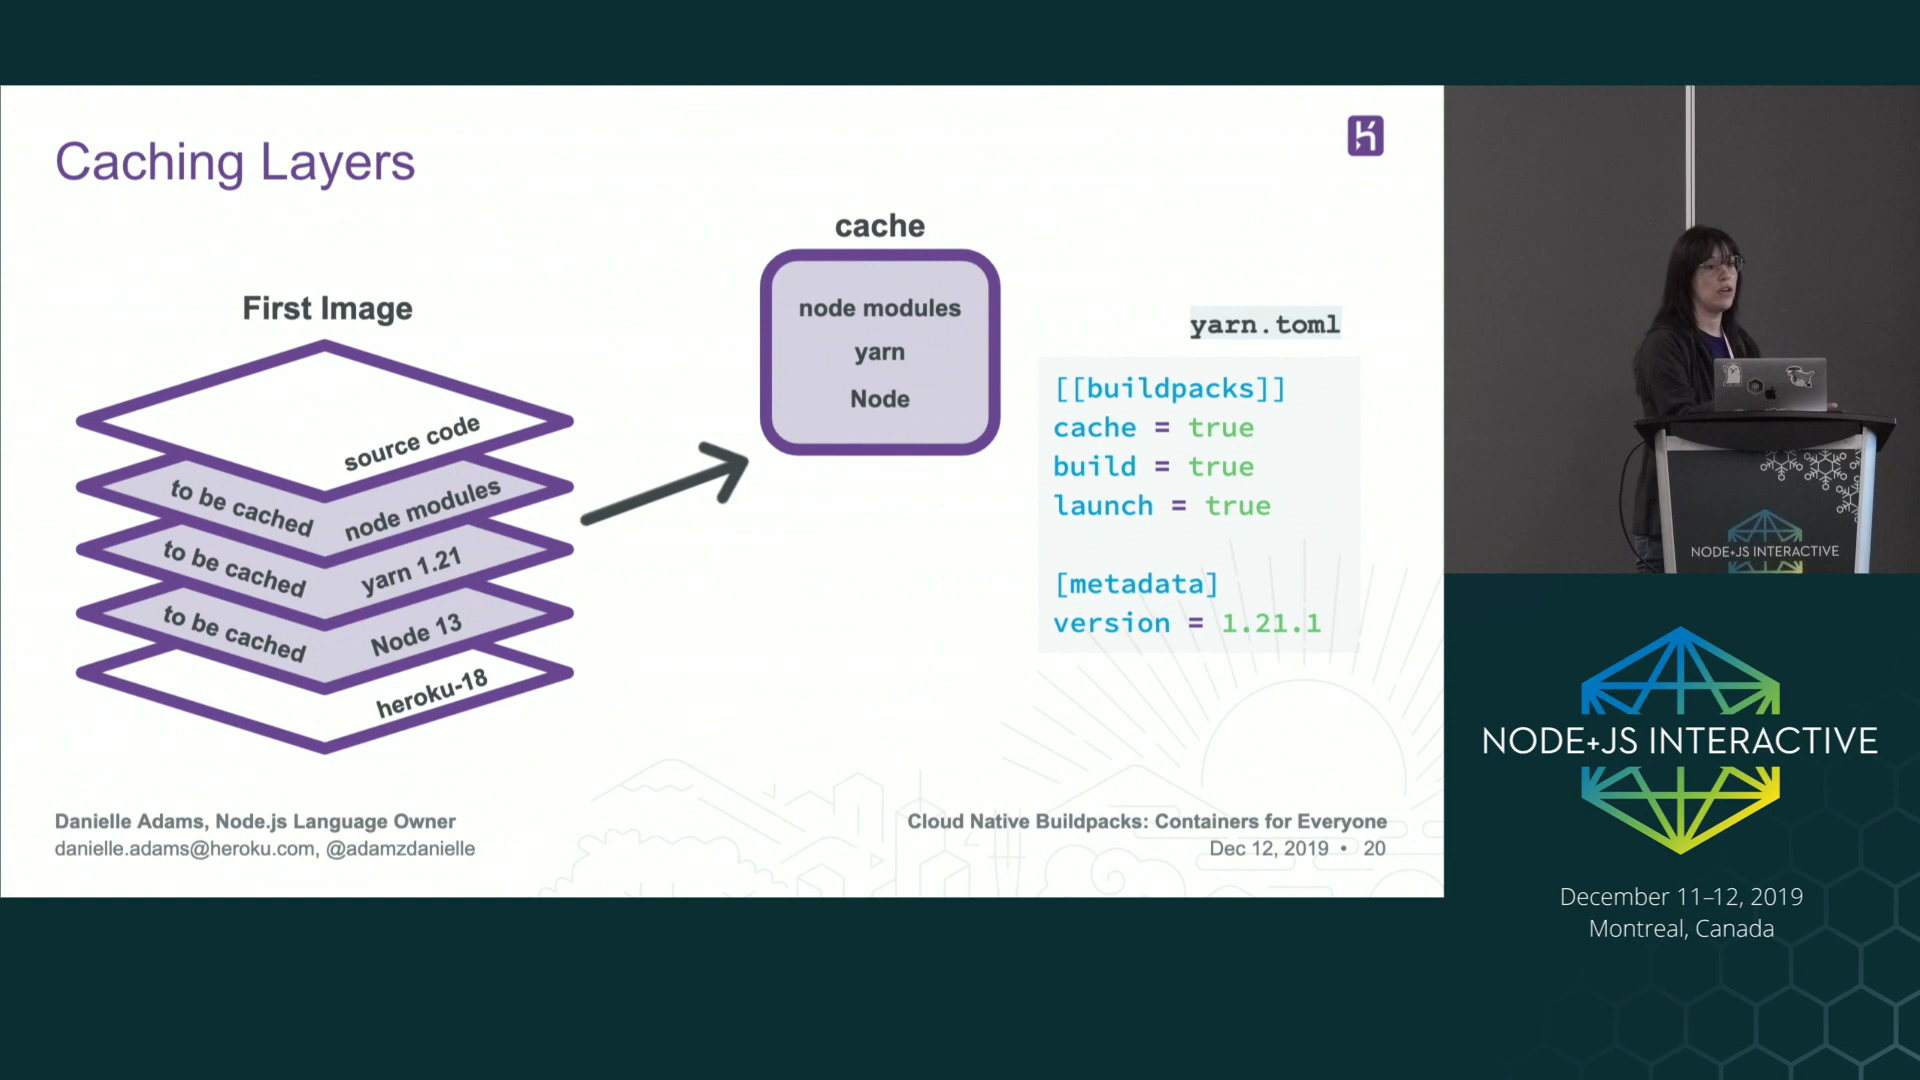 Caching Layers
First Image
source code
to be cached
node modules
to be cached
yarn 1.21
to be cached
Node 13
heroku-18
cache
node modules
yarn
Node
yarn.toml
[[buildpacks]]
cache = true
build = true
launch = true
[metadata]
version = 1.21.1
Danielle Adams, Node.js Language Owner
danielle.adams@heroku.com, @adamzdanielle
Cloud Native Buildpacks: Containers for Everyone
Dec 12, 2019 • 20
NODE+JS INTERACTIVE
NODE+JS INTERACTIVE
December 11–12, 2019
Montreal, Canada